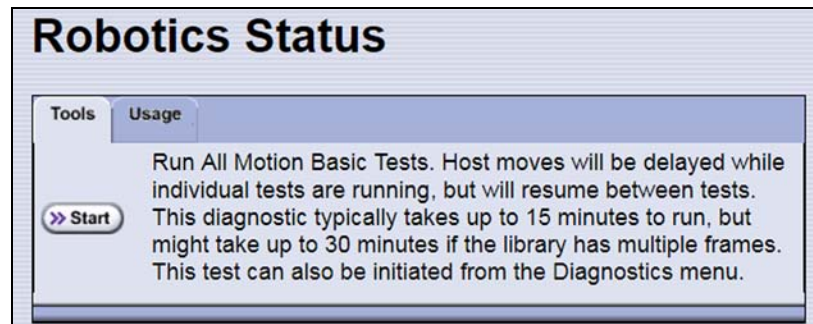 Robotics Status
Tools Usage
Run All Motion Basic Tests. Host moves will be delayed while
individual tests are running, but will resume between tests.
» Start This diagnostic typically takes up to 15 minutes to run, but
might take up to 30 minutes if the library has multiple frames.
This test can also be initiated from the Diagnostics menu.